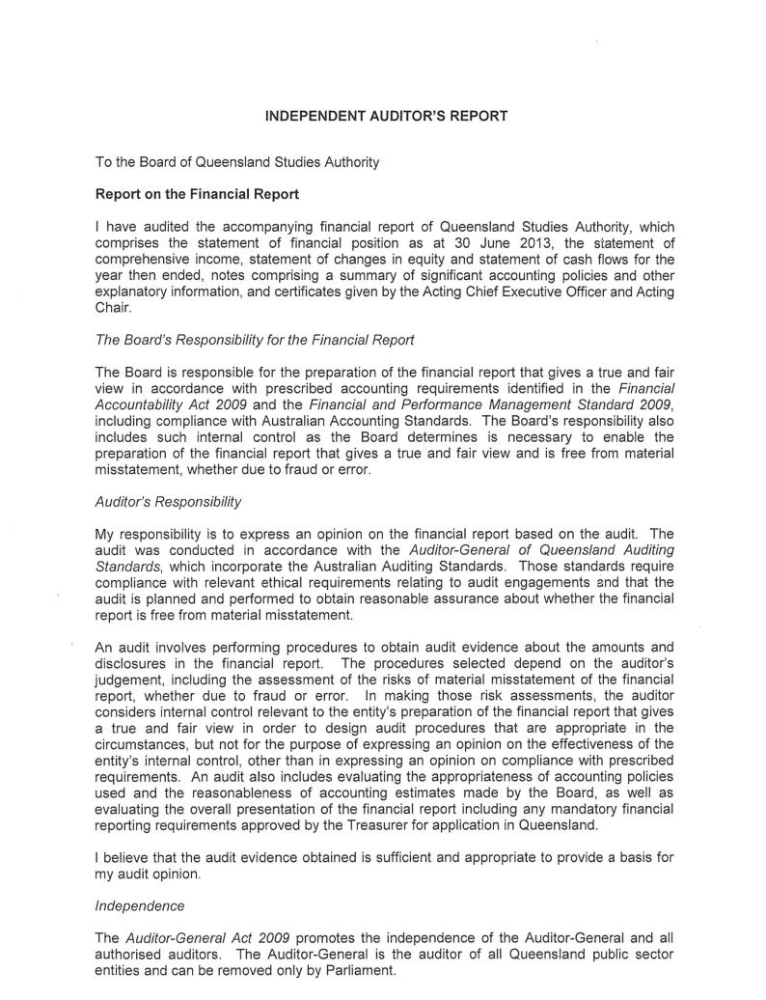 INDEPENDENT AUDITOR'S REPORT
To the Board of Queensland Studies Authority
Report on the Financial Report
I have audited the accompanying financial report of Queensland Studies Authority, which
comprises the statement of financial position as at 30 June 2013, the statement of
comprehensive income, statement of changes in equity and statement of cash flows for the
year then ended, notes comprising a summary of significant accounting policies and other
explanatory information, and certificates given by the Acting Chief Executive Officer and Acting
Chair.
The Board's Responsibility for the Financial Report
The Board is responsible for the preparation of the financial report that gives a true and fair
view in accordance with prescribed accounting requirements identified in the Financial
Accountability Act 2009 and the Financial and Performance Management Standard 2009,
including compliance with Australian Accounting Standards. The Board's responsibility also
includes such internal control as the Board determines is necessary to enable the
preparation of the financial report that gives a true and fair view and is free from material
misstatement, whether due to fraud or error.
Auditor's Responsibility
My responsibility is to express an opinion on the financial report based on the audit. The
audit was conducted in accordance with the Auditor-General of Queensland Auditing
Standards, which incorporate the Australian Auditing Standards. Those standards require
compliance with relevant ethical requirements relating to audit engagements and that the
audit is planned and performed to obtain reasonable assurance about whether the financial
report is free from material misstatement.
An audit involves performing procedures to obtain audit evidence about the amounts and
disclosures in the financial report. The procedures selected depend on the auditor's
judgement, including the assessment of the risks of material misstatement of the financial
report, whether due to fraud or error. In making those risk assessments, the auditor
considers internal control relevant to the entity's preparation of the financial report that gives
a true and fair view in order to design audit procedures that are appropriate in the
circumstances, but not for the purpose of expressing an opinion on the effectiveness of the
entity's internal control, other than in expressing an opinion on compliance with prescribed
requirements. An audit also includes evaluating the appropriateness of accounting policies
used and the reasonableness of accounting estimates made by the Board, as well as
evaluating the overall presentation of the financial report including any mandatory financial
reporting requirements approved by the Treasurer for application in Queensland.
I believe that the audit evidence obtained is sufficient and appropriate to provide a basis for
my audit opinion.
Independence
The Auditor-General Act 2009 promotes the independence of the Auditor-General and all
authorised auditors. The Auditor-General is the auditor of all Queensland public sector
entities and can be removed only by Parliament.